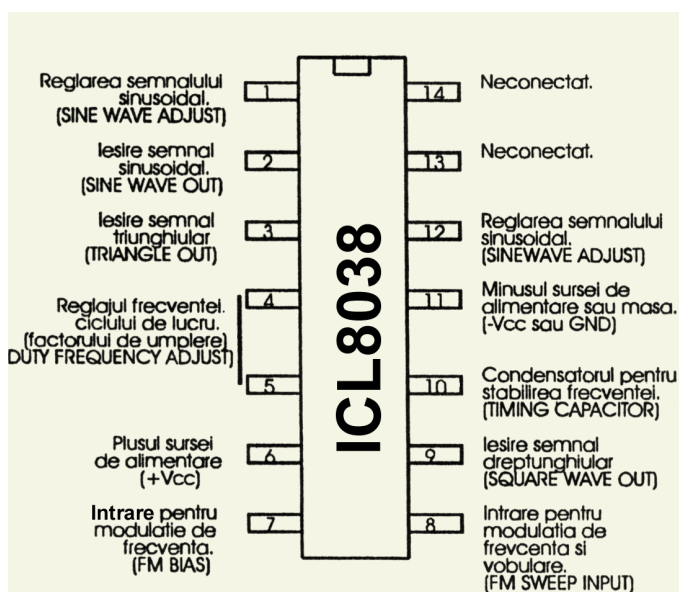 Reglarea semnalului
sinusoidal.
(SINE WAVE ADJUST)
1
Iesire semnal
sinusoidal.
(SINE WAVE OUT)
2
Iesire semnal
triunghiular
(TRIANGLE OUT)
3
Reglajul frecventei.
ciclului de lucru.
(factorului de umplere)
DUTY FREQUENCY ADJUST)
4
5
Plusul sursei
de alimentare
(+Vcc)
6
Intrare pentru
modulatie de
frecventa.
(FM BIAS)
7
ICL8038
14
Neconectat.
13
Neconectat.
12
Reglarea semnalului
sinusoidal.
(SINEWAVE ADJUST)
11
Minusul sursei de
alimentare sau masa.
(-Vcc sau GND)
10
Condensatorul pentru
stabilirea frecventei.
(TIMING CAPACITOR)
9
Iesire semnal
dreptunghiular
(SQUARE WAVE OUT)
8
Intrare pentru
modulatia de
frevcenta si
vobulare.
(FM SWEEP INPUT)